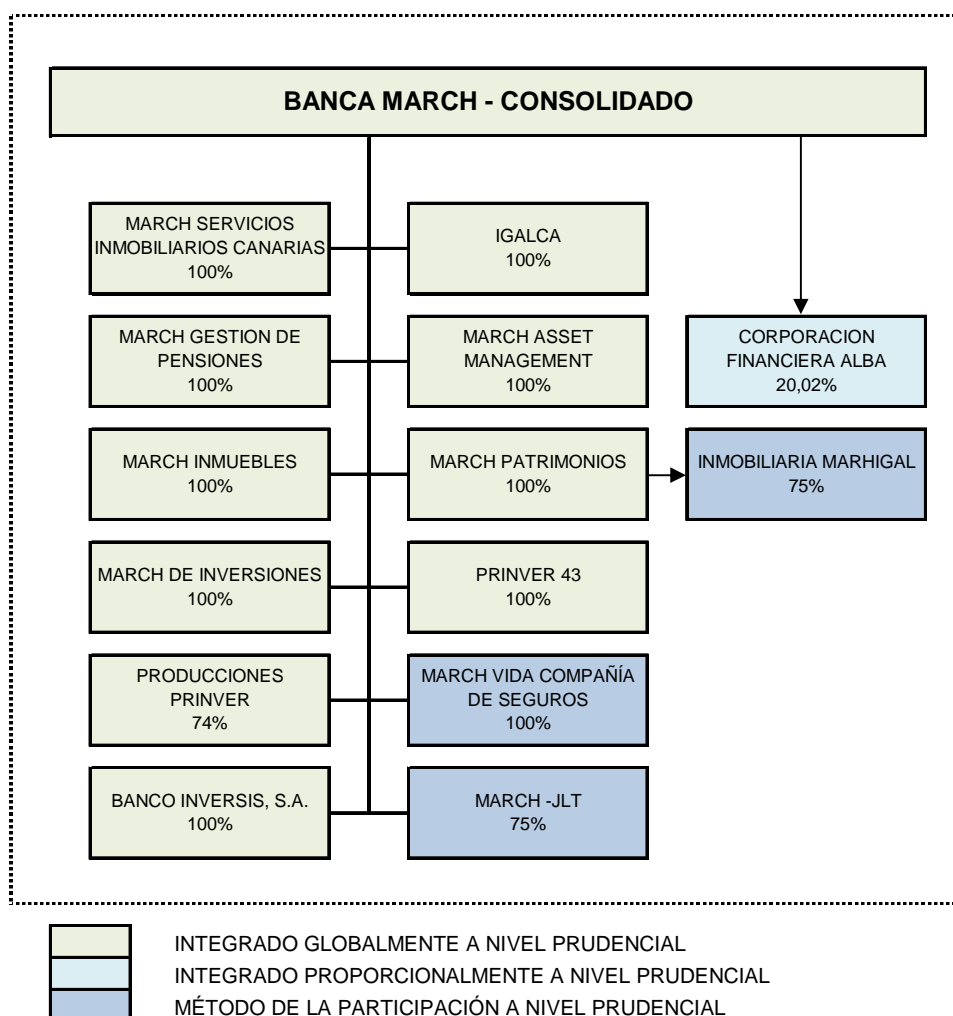 BANCA MARCH - CONSOLIDADO
MARCH SERVICIOS
INMOBILIARIOS CANARIAS
100%
IGALCA
100%
MARCH GESTION DE
PENSIONES
100%
MARCH ASSET
MANAGEMENT
100%
CORPORACION
FINANCIERA ALBA
20,02%
MARCH INMUEBLES
100%
MARCH PATRIMONIOS
100%
INMOBILIARIA MARHIGAL
75%
MARCH DE INVERSIONES
100%
PRINVER 43
100%
PRODUCCIONES
PRINVER
74%
MARCH VIDA COMPAÑÍA
DE SEGUROS
100%
BANCO INVERSIS, S.A.
100%
MARCH -JLT
75%
INTEGRADO GLOBALMENTE A NIVEL PRUDENCIAL
INTEGRADO PROPORCIONALMENTE A NIVEL PRUDENCIAL
MÉTODO DE LA PARTICIPACIÓN A NIVEL PRUDENCIAL